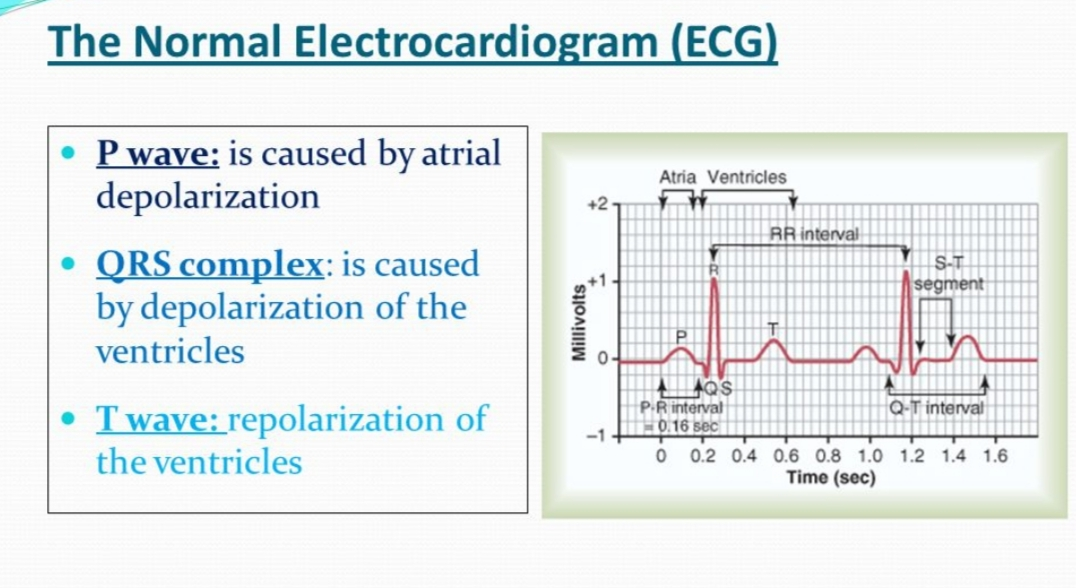 The Normal Electrocardiogram (ECG)
• P wave: is caused by atrial
depolarization
• QRS complex: is caused
by depolarization of the
ventricles
• T wave: repolarization of
the ventricles
Atria Ventricles
+2
RR interval
R
S-T
segment
+1
Millivolts
P
T
0
Q S
P-R interval
= 0.16 sec
Q-T interval
−1
0 0.2 0.4 0.6 0.8 1.0 1.2 1.4 1.6
Time (sec)